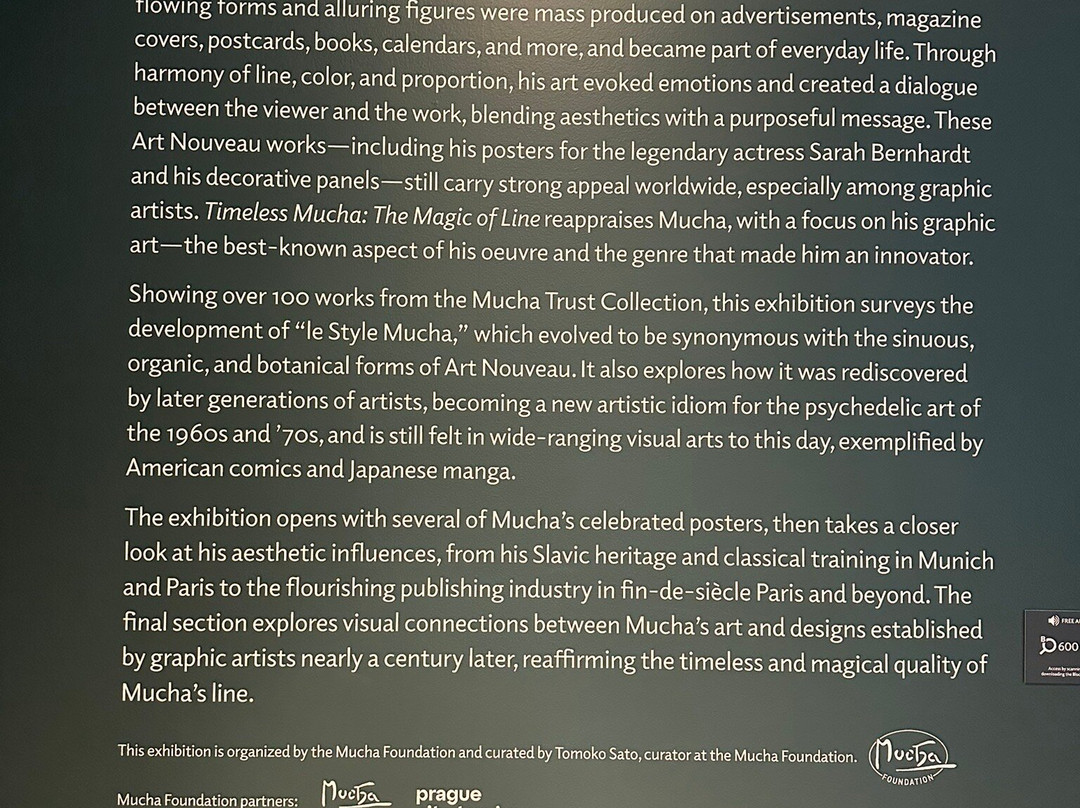 flowing forms and alluring figures were mass produced on advertisements, magazine
covers, postcards, books, calendars, and more, and became part of everyday life. Through
harmony of line, color, and proportion, his art evoked emotions and created a dialogue
between the viewer and the work, blending aesthetics with a purposeful message. These
Art Nouveau works—including his posters for the legendary actress Sarah Bernhardt
and his decorative panels—still carry strong appeal worldwide, especially among graphic
artists. Timeless Mucha: The Magic of Line reappraises Mucha, with a focus on his graphic
art—the best-known aspect of his oeuvre and the genre that made him an innovator.
Showing over 100 works from the Mucha Trust Collection, this exhibition surveys the
development of “le Style Mucha,” which evolved to be synonymous with the sinuous,
organic, and botanical forms of Art Nouveau. It also explores how it was rediscovered
by later generations of artists, becoming a new artistic idiom for the psychedelic art of
the 1960s and ’70s, and is still felt in wide-ranging visual arts to this day, exemplified by
American comics and Japanese manga.
The exhibition opens with several of Mucha’s celebrated posters, then takes a closer
look at his aesthetic influences, from his Slavic heritage and classical training in Munich
and Paris to the flourishing publishing industry in fin-de-siècle Paris and beyond. The
final section explores visual connections between Mucha’s art and designs established
by graphic artists nearly a century later, reaffirming the timeless and magical quality of
Mucha’s line.
This exhibition is organized by the Mucha Foundation and curated by Tomoko Sato, curator at the Mucha Foundation.
Mucha
FOUNDATION
Mucha Foundation partners:
Mucha
prague
FREE
600